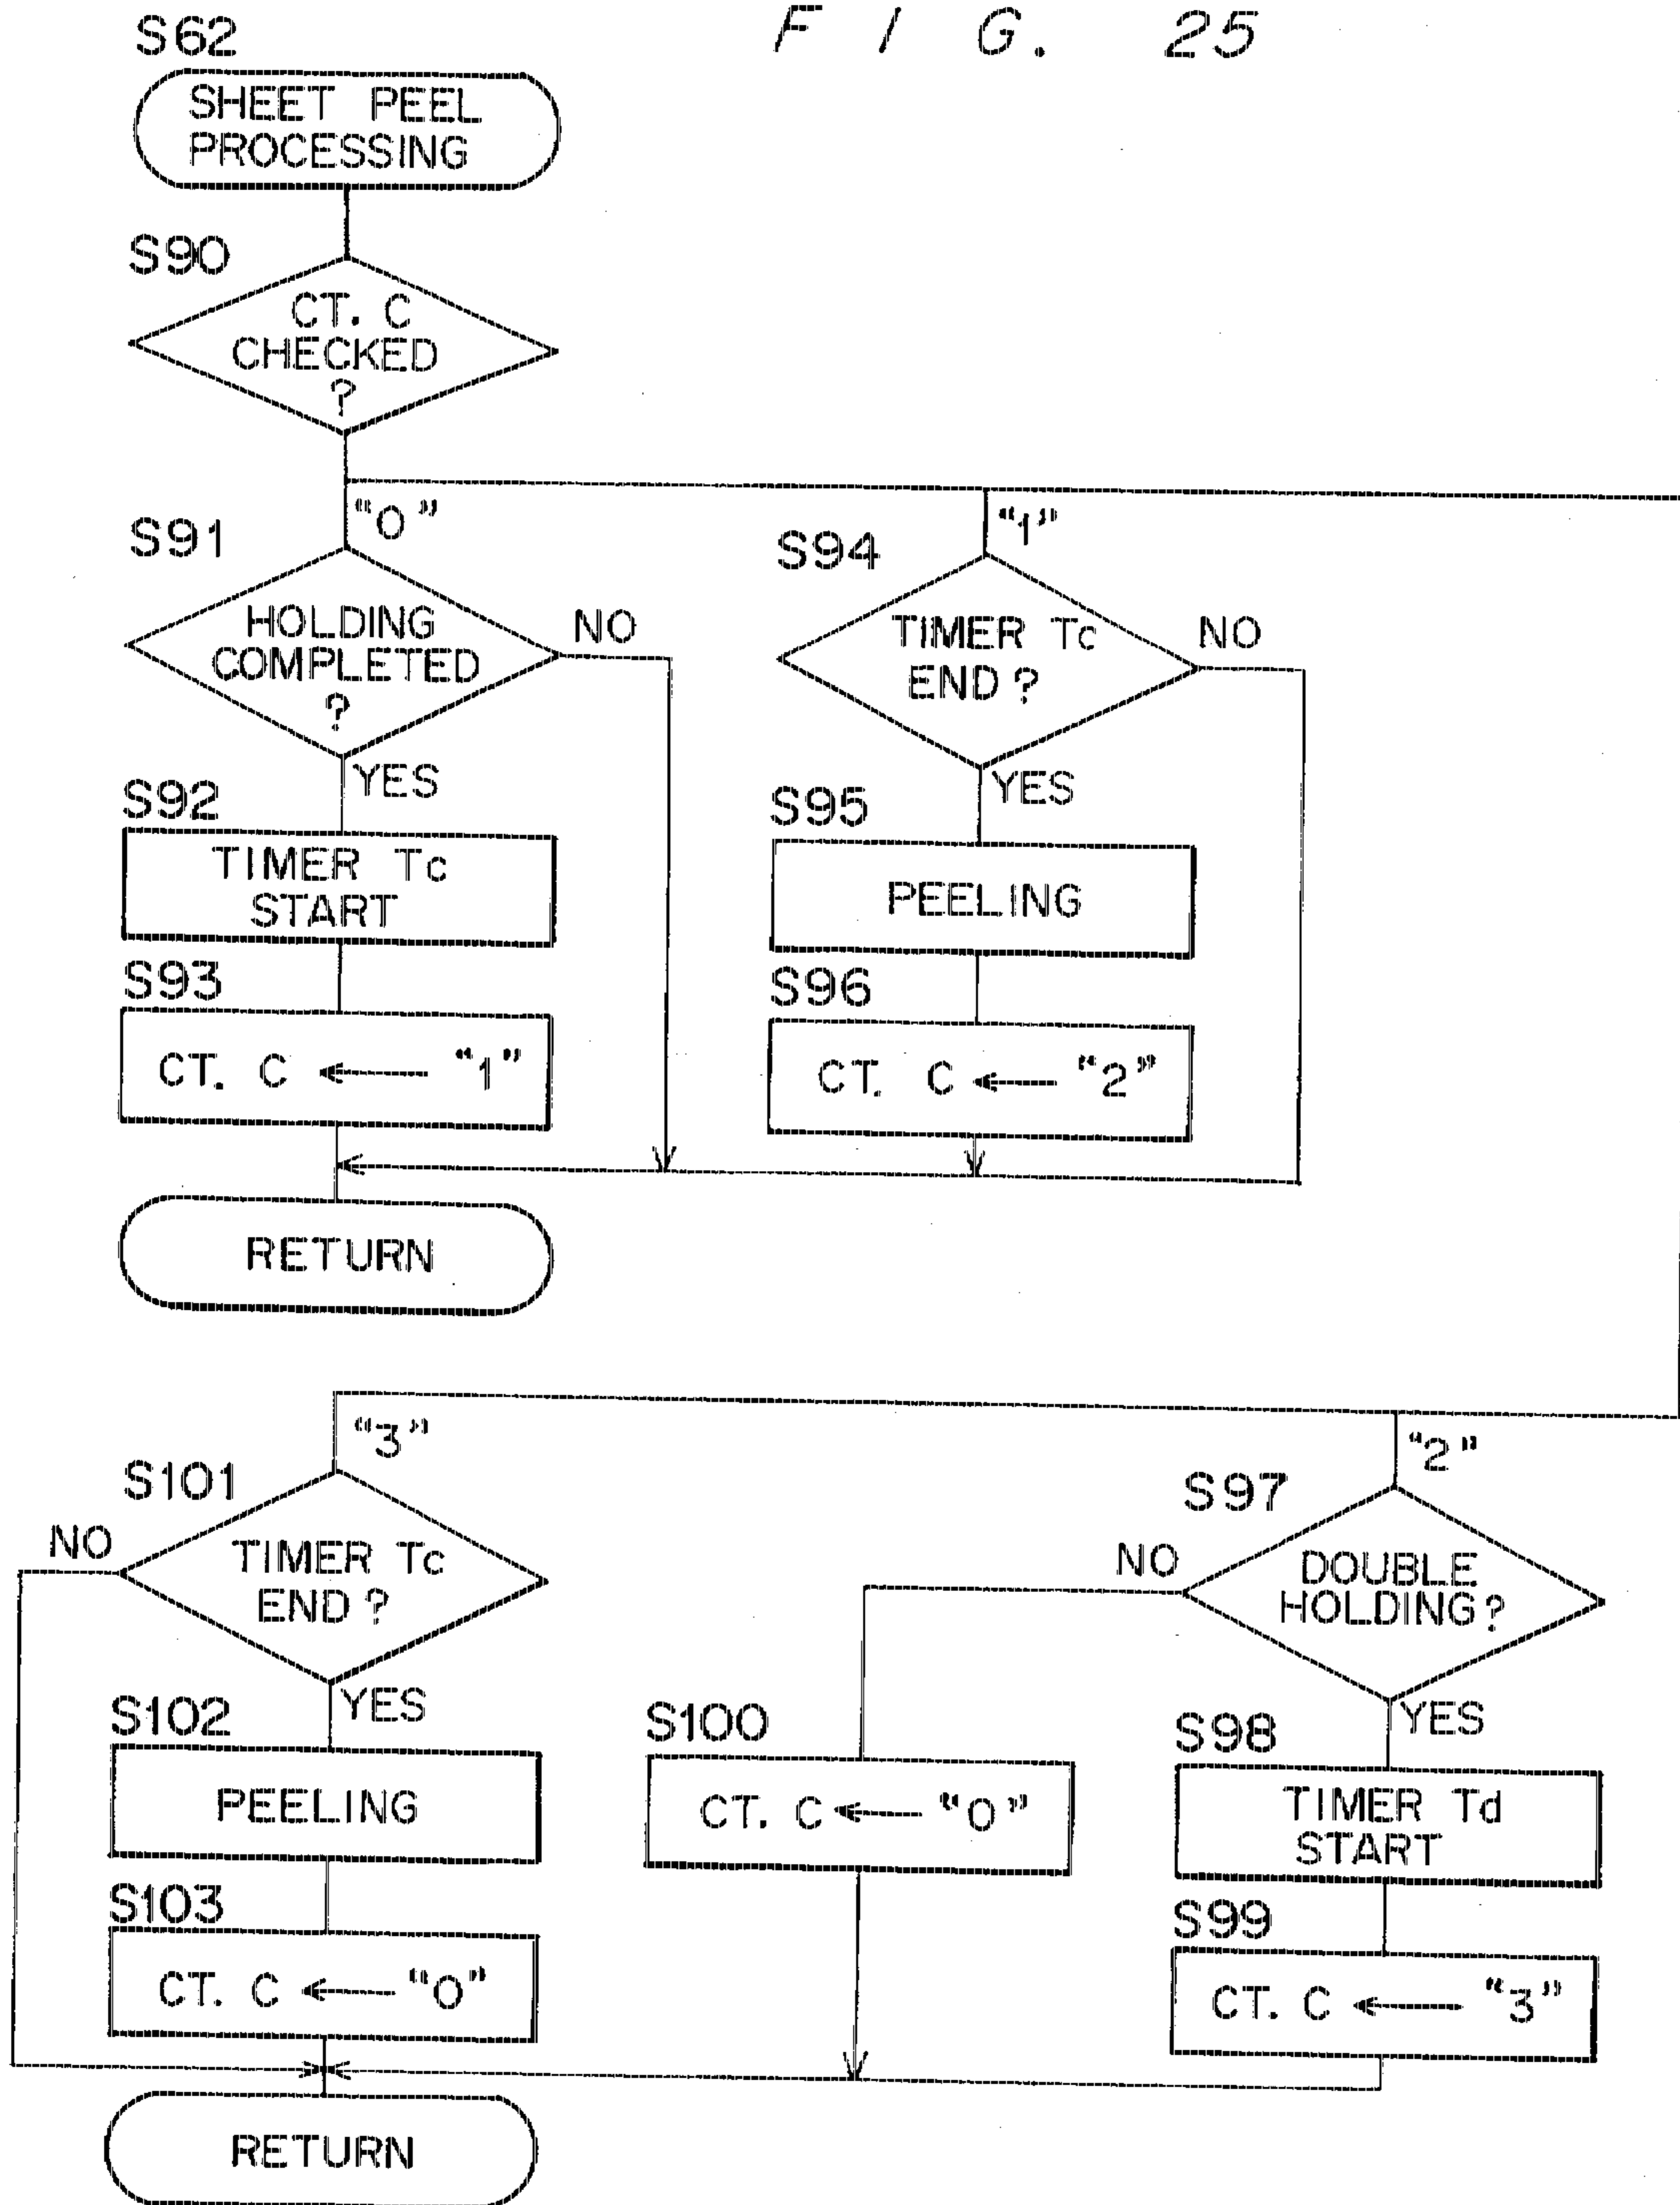 F I G. 25
S62
SHEET PEEL
PROCESSING
S90
CT. C
CHECKED
?
"0"
"1"
S91
HOLDING
COMPLETED
?
NO
YES
S94
TIMER Tc
END ?
NO
YES
S92
TIMER Tc
START
S95
PEELING
S93
CT. C ← "1"
S96
CT. C ← "2"
RETURN
"3"
"2"
S101
NO
TIMER Tc
END ?
YES
S97
NO
DOUBLE
HOLDING ?
YES
S102
PEELING
S100
CT. C ← "0"
S98
TIMER Td
START
S103
CT. C ← "0"
S99
CT. C ← "3"
RETURN